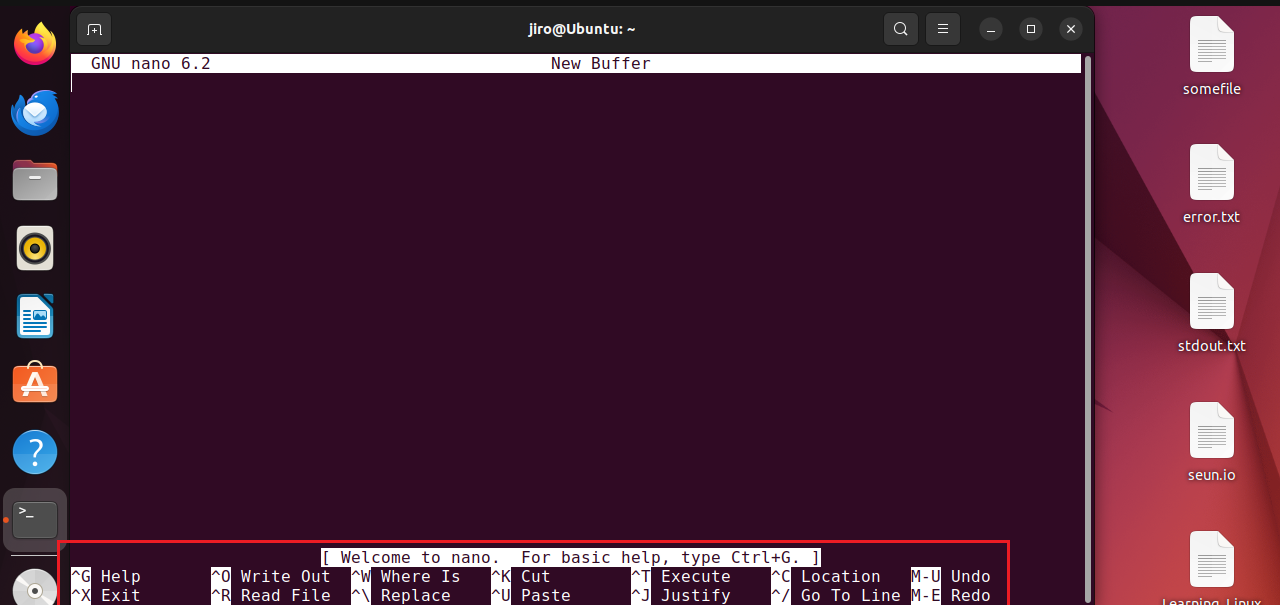 jiro@Ubuntu: ~
GNU nano 6.2 New Buffer
somefile
error.txt
stdout.txt
seun.io
[ Welcome to nano.  For basic help, type Ctrl+G. ]
^G Help ^O Write Out ^W Where Is ^K Cut ^T Execute ^C Location M-U Undo
^X Exit ^R Read File ^\ Replace ^U Paste ^J Justify ^/ Go To Line M-E Redo
Learning_Linux